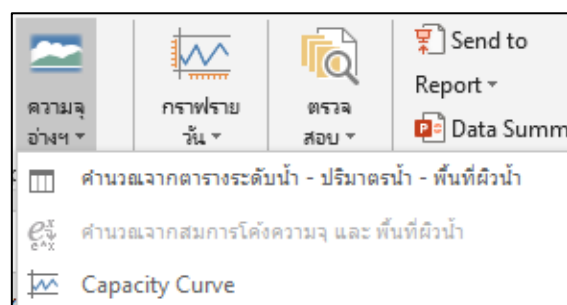 ความจุ
อ่างฯ
กราฟราย
วัน
ตรวจ
สอบ
Send to
Report
Data Summ
คำนวณจากตารางระดับน้ำ - ปริมาตรน้ำ - พื้นที่ผิวน้ำ
คำนวณจากสมการโค้งความจุ และ พื้นที่ผิวน้ำ
Capacity Curve